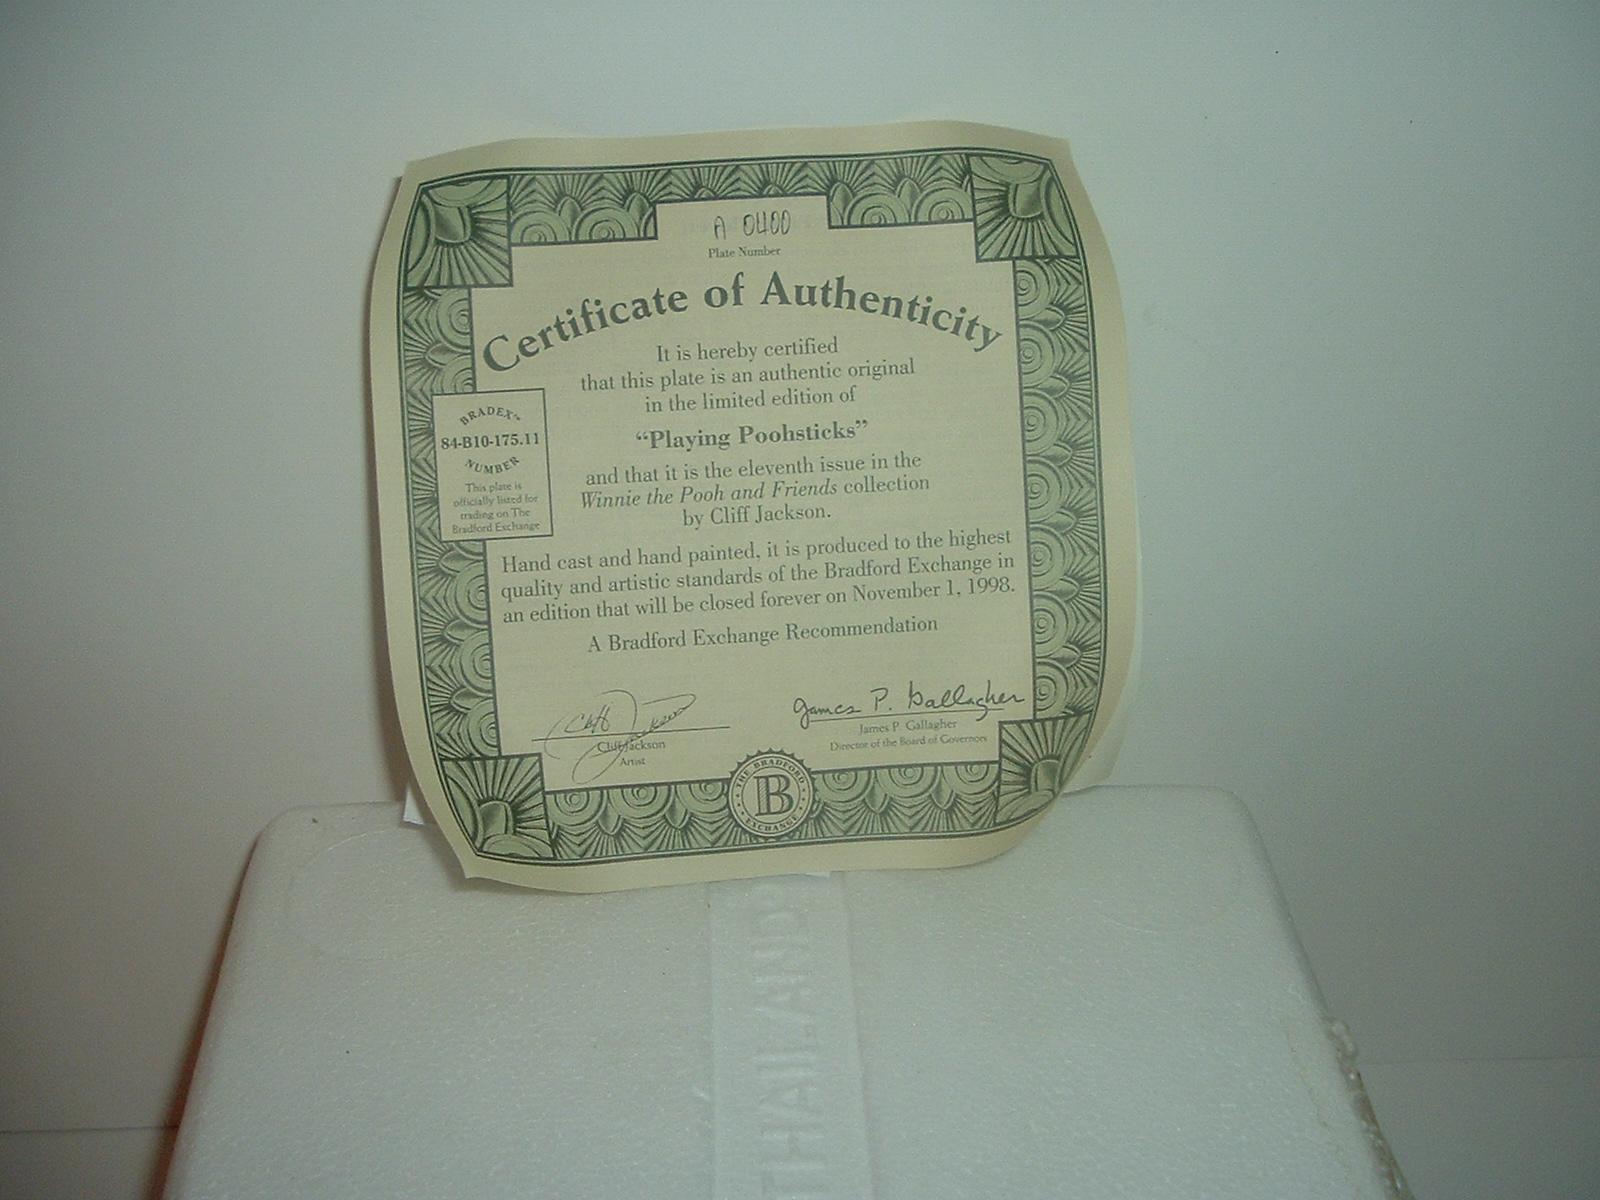 A 0400
Plate Number
Certificate of Authenticity
It is hereby certified
that this plate is an authentic original
in the limited edition of
“Playing Poohsticks”
and that it is the eleventh issue in the
Winnie the Pooh and Friends collection
by Cliff Jackson.
BRADEX™
84-B10-175.11
NUMBER
This plate is
officially listed for
trading on The
Bradford Exchange
Hand cast and hand painted, it is produced to the highest
quality and artistic standards of the Bradford Exchange in
an edition that will be closed forever on November 1, 1998.
A Bradford Exchange Recommendation
Cliff Jackson
Cliff Jackson
Artist
James P. Gallagher
James P. Gallagher
Director of the Board of Governors
THE BRADFORD
B
EXCHANGE
THAILAND